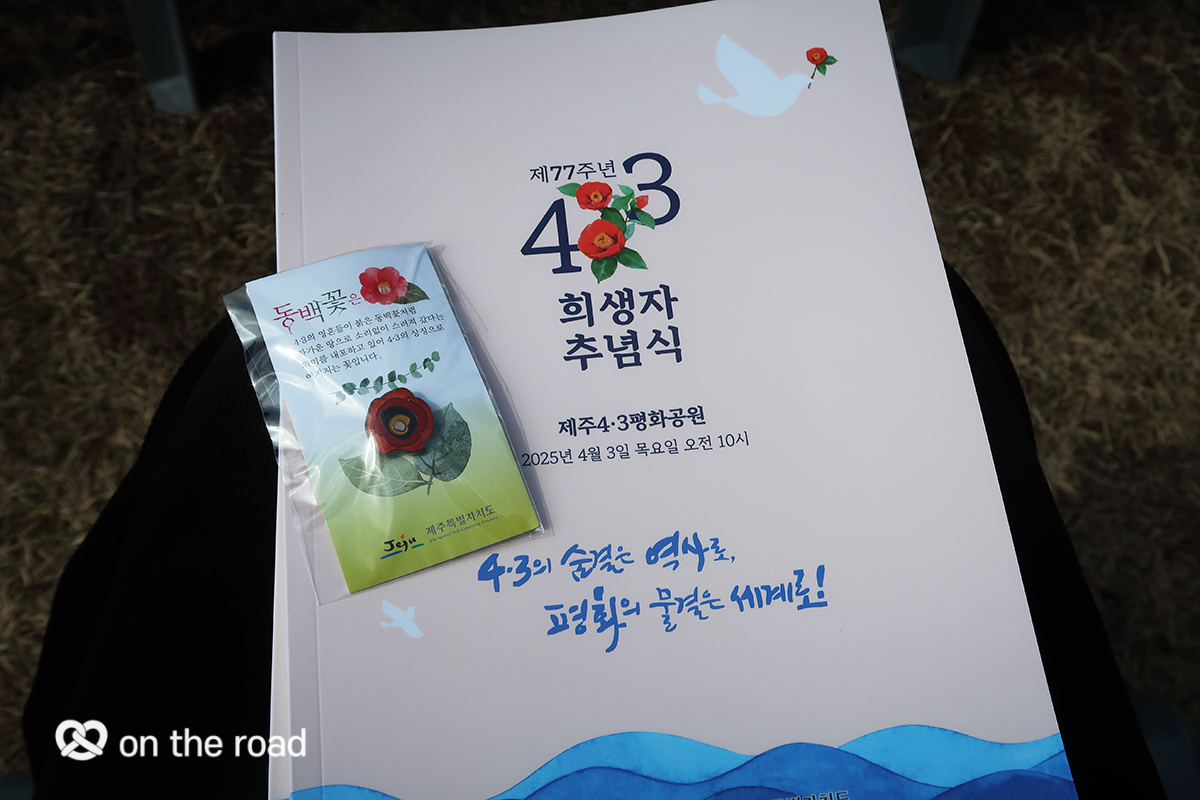 제77주년
4 3
희생자
추념식
제주4·3평화공원
2025년 4월 3일 목요일 오전 10시
4·3의 숨결은 역사로,
평화의 물결은 세계로!
동백꽃은
4·3의 영혼들이 붉은 동백꽃처럼
차가운 땅으로 소리없이 스러져 갔다는
의미를 내포하고 있어 4·3의 상징으로
여겨지는 꽃입니다.
Jeju 제주특별자치도
on the road